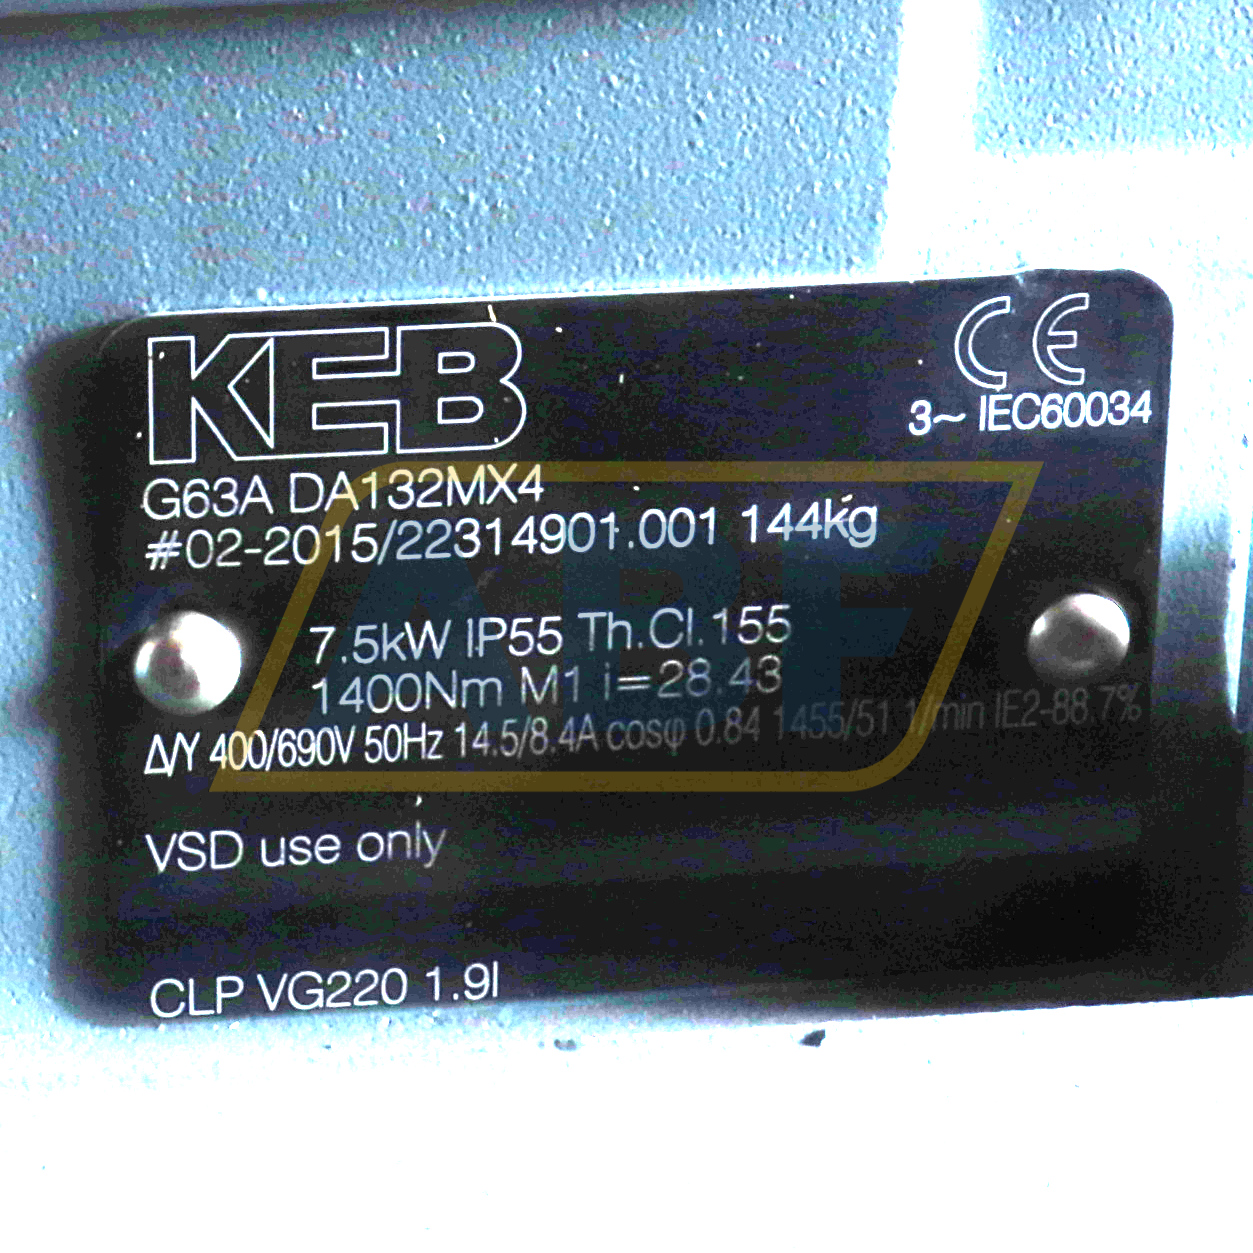 KEB
CE
3~ IEC60034
G63A DA132MX4
#02-2015/22314901.001 144kg
7.5kW IP55 Th.Cl.155
1400Nm M1 i=28.43
Δ/Y 400/690V 50Hz 14.5/8.4A cosφ 0.84 1455/51 1/min IE2-88.7%
VSD use only
CLP VG220 1.9l